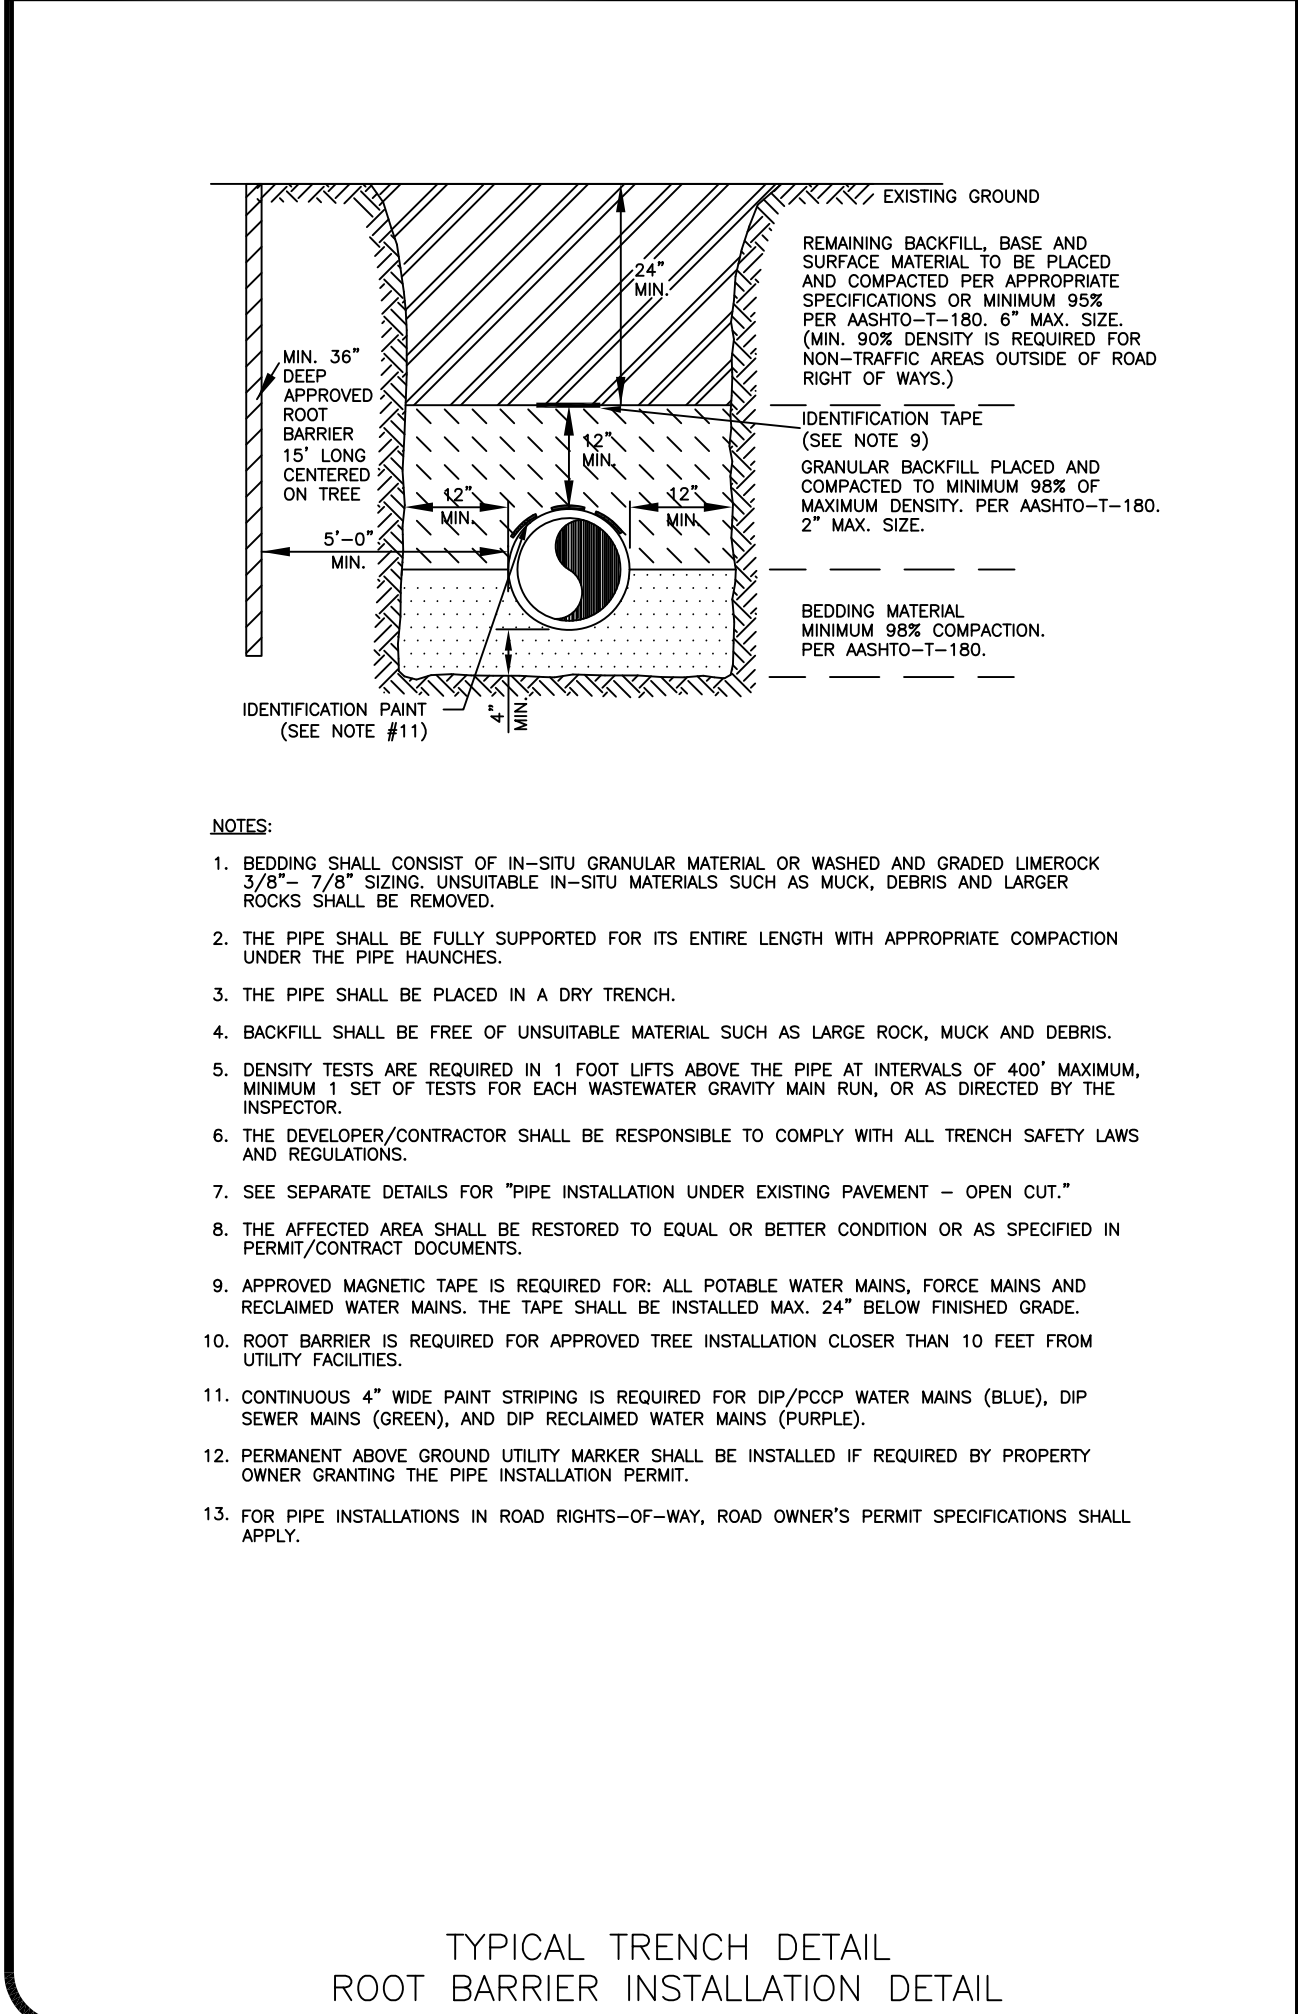 EXISTING GROUND
REMAINING BACKFILL, BASE AND
SURFACE MATERIAL TO BE PLACED
AND COMPACTED PER APPROPRIATE
SPECIFICATIONS OR MINIMUM 95%
PER AASHTO-T-180. 6" MAX. SIZE.
(MIN. 90% DENSITY IS REQUIRED FOR
NON-TRAFFIC AREAS OUTSIDE OF ROAD
RIGHT OF WAYS.)
24"
MIN.
MIN. 36"
DEEP
APPROVED
ROOT
BARRIER
15' LONG
CENTERED
ON TREE
IDENTIFICATION TAPE
(SEE NOTE 9)
12"
MIN.
GRANULAR BACKFILL PLACED AND
COMPACTED TO MINIMUM 98% OF
MAXIMUM DENSITY. PER AASHTO-T-180.
2" MAX. SIZE.
12"
MIN.
12"
MIN.
5'-0"
MIN.
BEDDING MATERIAL
MINIMUM 98% COMPACTION.
PER AASHTO-T-180.
IDENTIFICATION PAINT
(SEE NOTE #11)
4"
MIN.
NOTES:
1. BEDDING SHALL CONSIST OF IN-SITU GRANULAR MATERIAL OR WASHED AND GRADED LIMEROCK
3/8"- 7/8" SIZING. UNSUITABLE IN-SITU MATERIALS SUCH AS MUCK, DEBRIS AND LARGER
ROCKS SHALL BE REMOVED.
2. THE PIPE SHALL BE FULLY SUPPORTED FOR ITS ENTIRE LENGTH WITH APPROPRIATE COMPACTION
UNDER THE PIPE HAUNCHES.
3. THE PIPE SHALL BE PLACED IN A DRY TRENCH.
4. BACKFILL SHALL BE FREE OF UNSUITABLE MATERIAL SUCH AS LARGE ROCK, MUCK AND DEBRIS.
5. DENSITY TESTS ARE REQUIRED IN 1 FOOT LIFTS ABOVE THE PIPE AT INTERVALS OF 400' MAXIMUM,
MINIMUM 1 SET OF TESTS FOR EACH WASTEWATER GRAVITY MAIN RUN, OR AS DIRECTED BY THE
INSPECTOR.
6. THE DEVELOPER/CONTRACTOR SHALL BE RESPONSIBLE TO COMPLY WITH ALL TRENCH SAFETY LAWS
AND REGULATIONS.
7. SEE SEPARATE DETAILS FOR "PIPE INSTALLATION UNDER EXISTING PAVEMENT - OPEN CUT."
8. THE AFFECTED AREA SHALL BE RESTORED TO EQUAL OR BETTER CONDITION OR AS SPECIFIED IN
PERMIT/CONTRACT DOCUMENTS.
9. APPROVED MAGNETIC TAPE IS REQUIRED FOR: ALL POTABLE WATER MAINS, FORCE MAINS AND
RECLAIMED WATER MAINS. THE TAPE SHALL BE INSTALLED MAX. 24" BELOW FINISHED GRADE.
10. ROOT BARRIER IS REQUIRED FOR APPROVED TREE INSTALLATION CLOSER THAN 10 FEET FROM
UTILITY FACILITIES.
11. CONTINUOUS 4" WIDE PAINT STRIPING IS REQUIRED FOR DIP/PCCP WATER MAINS (BLUE), DIP
SEWER MAINS (GREEN), AND DIP RECLAIMED WATER MAINS (PURPLE).
12. PERMANENT ABOVE GROUND UTILITY MARKER SHALL BE INSTALLED IF REQUIRED BY PROPERTY
OWNER GRANTING THE PIPE INSTALLATION PERMIT.
13. FOR PIPE INSTALLATIONS IN ROAD RIGHTS-OF-WAY, ROAD OWNER'S PERMIT SPECIFICATIONS SHALL
APPLY.
TYPICAL TRENCH DETAIL
ROOT BARRIER INSTALLATION DETAIL